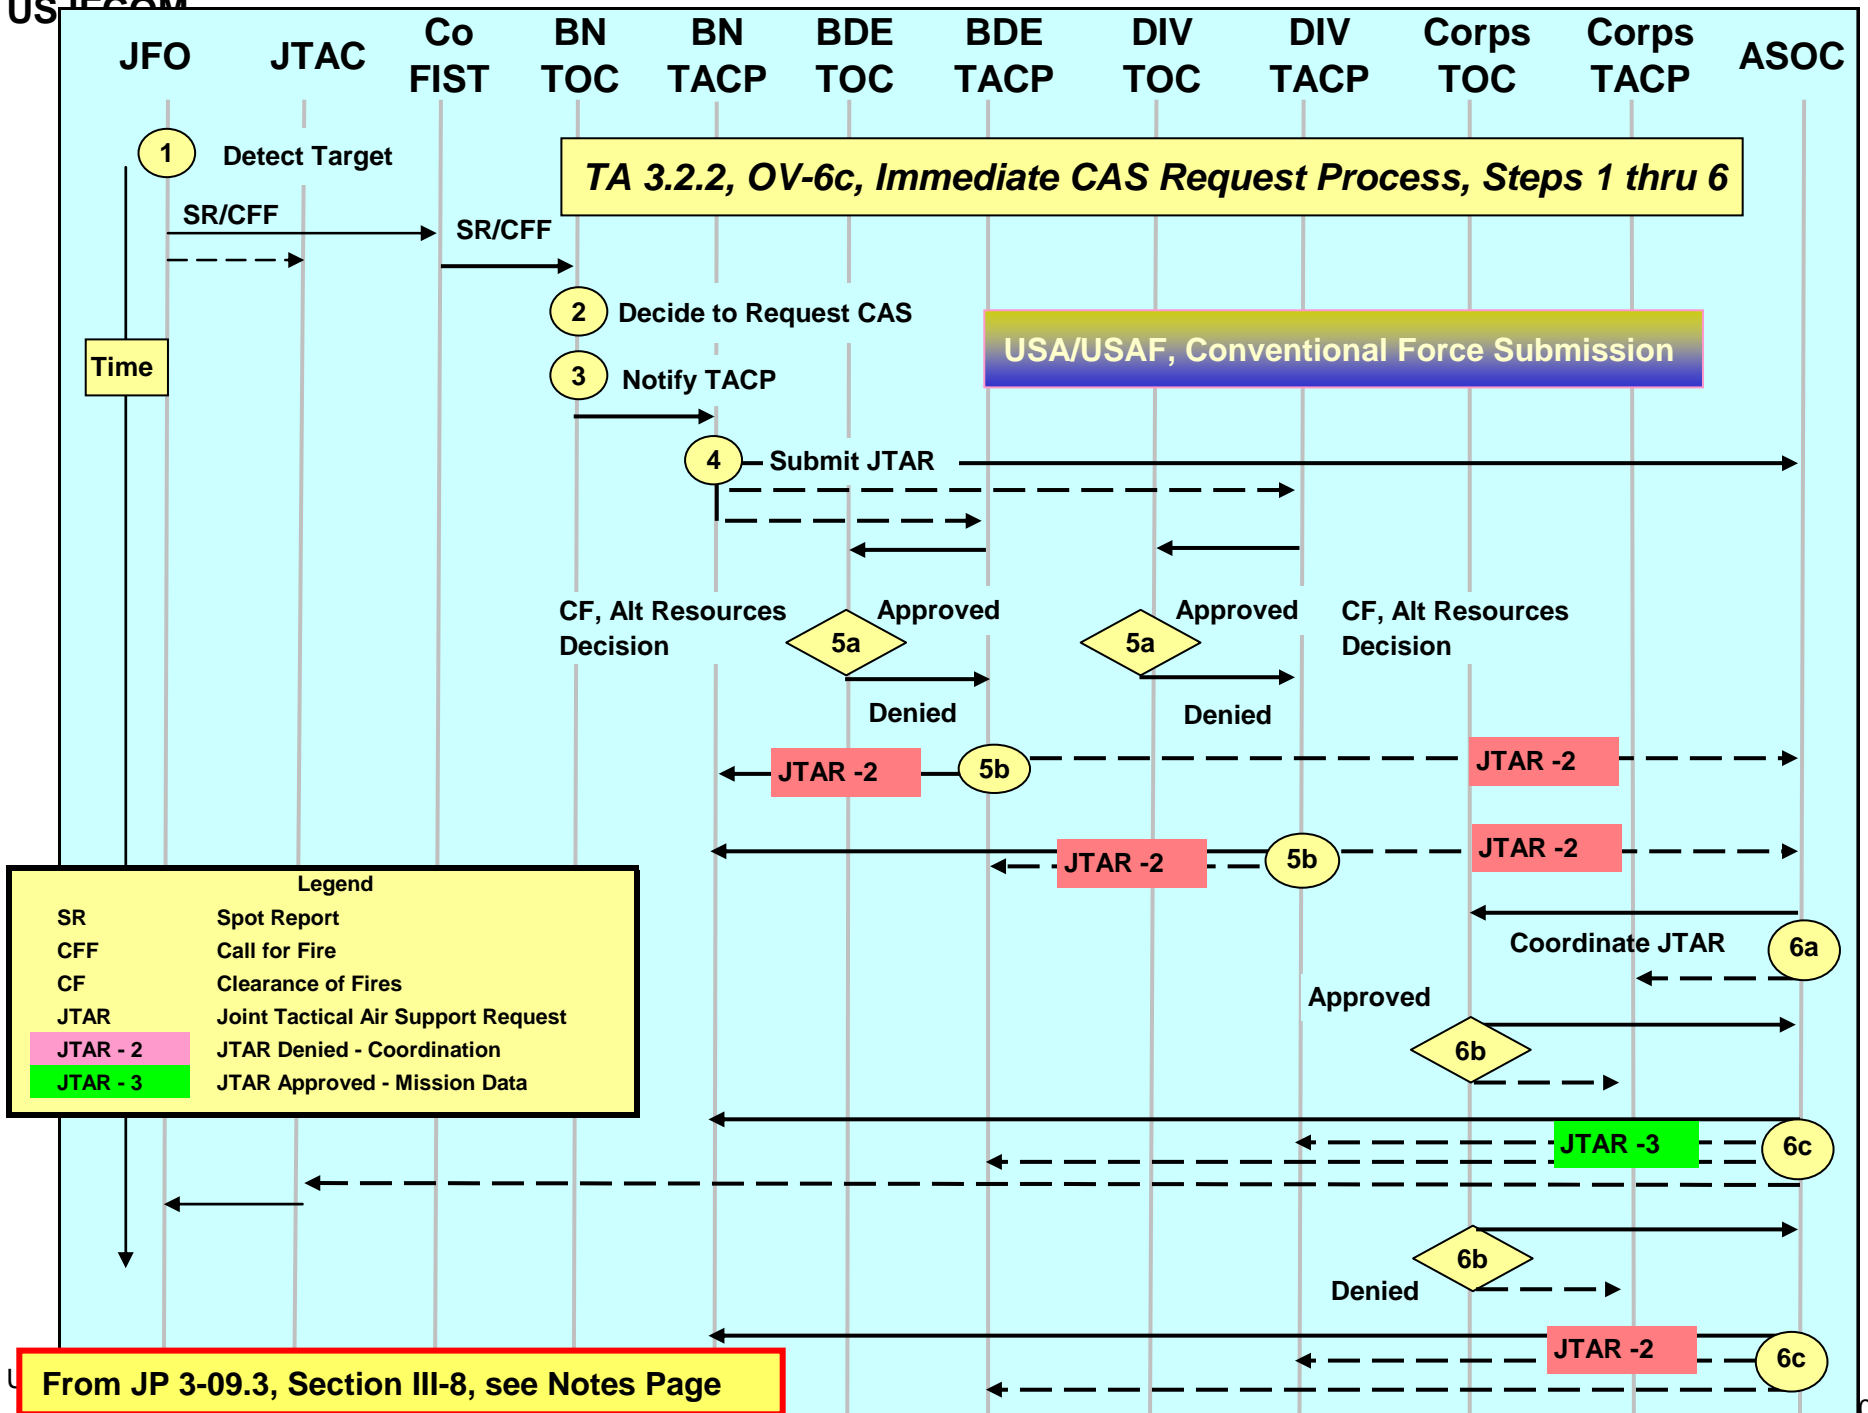 USJFCOM
JFO
JTAC
Co
FIST
BN
TOC
BN
TACP
BDE
TOC
BDE
TACP
DIV
TOC
DIV
TACP
Corps
TOC
Corps
TACP
ASOC
1
Detect Target
TA 3.2.2, OV-6c, Immediate CAS Request Process, Steps 1 thru 6
SR/CFF
SR/CFF
2
Decide to Request CAS
USA/USAF, Conventional Force Submission
Time
3
Notify TACP
4
Submit JTAR
CF, Alt Resources
Decision
5a
Approved
5a
Approved
CF, Alt Resources
Decision
Denied
Denied
JTAR -2
5b
JTAR -2
JTAR -2
5b
JTAR -2
Legend
SR Spot Report
CFF Call for Fire
CF Clearance of Fires
JTAR Joint Tactical Air Support Request
JTAR - 2 JTAR Denied - Coordination
JTAR - 3 JTAR Approved - Mission Data
Coordinate JTAR
6a
Approved
6b
JTAR -3
6c
6b
Denied
JTAR -2
6c
From JP 3-09.3, Section III-8, see Notes Page